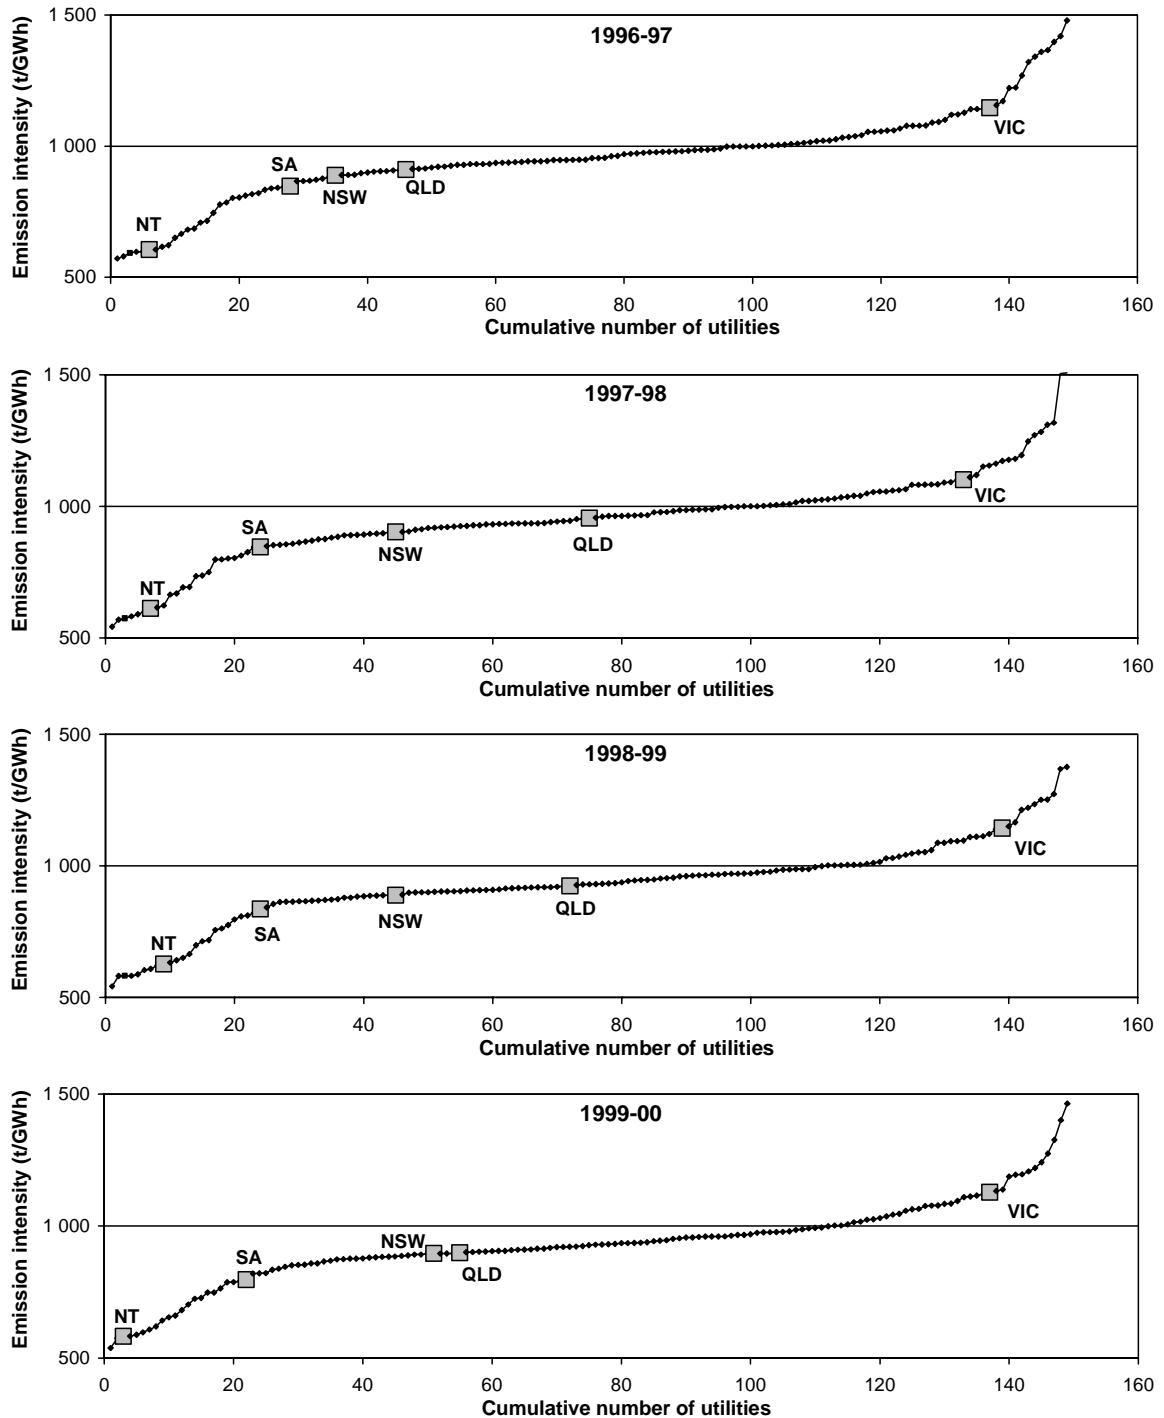 1 500
1996-97
Emission intensity (t/GWh)
VIC
1 000
SA
NSW
QLD
NT
500
0 20 40 60 80 100 120 140 160
Cumulative number of utilities
1 500
1997-98
Emission intensity (t/GWh)
VIC
1 000
SA
NSW
QLD
NT
500
0 20 40 60 80 100 120 140 160
Cumulative number of utilities
1 500
1998-99
Emission intensity (t/GWh)
VIC
1 000
QLD
NSW
SA
NT
500
0 20 40 60 80 100 120 140 160
Cumulative number of utilities
1 500
1999-00
Emission intensity (t/GWh)
VIC
1 000
NSW
SA
QLD
NT
500
0 20 40 60 80 100 120 140 160
Cumulative number of utilities